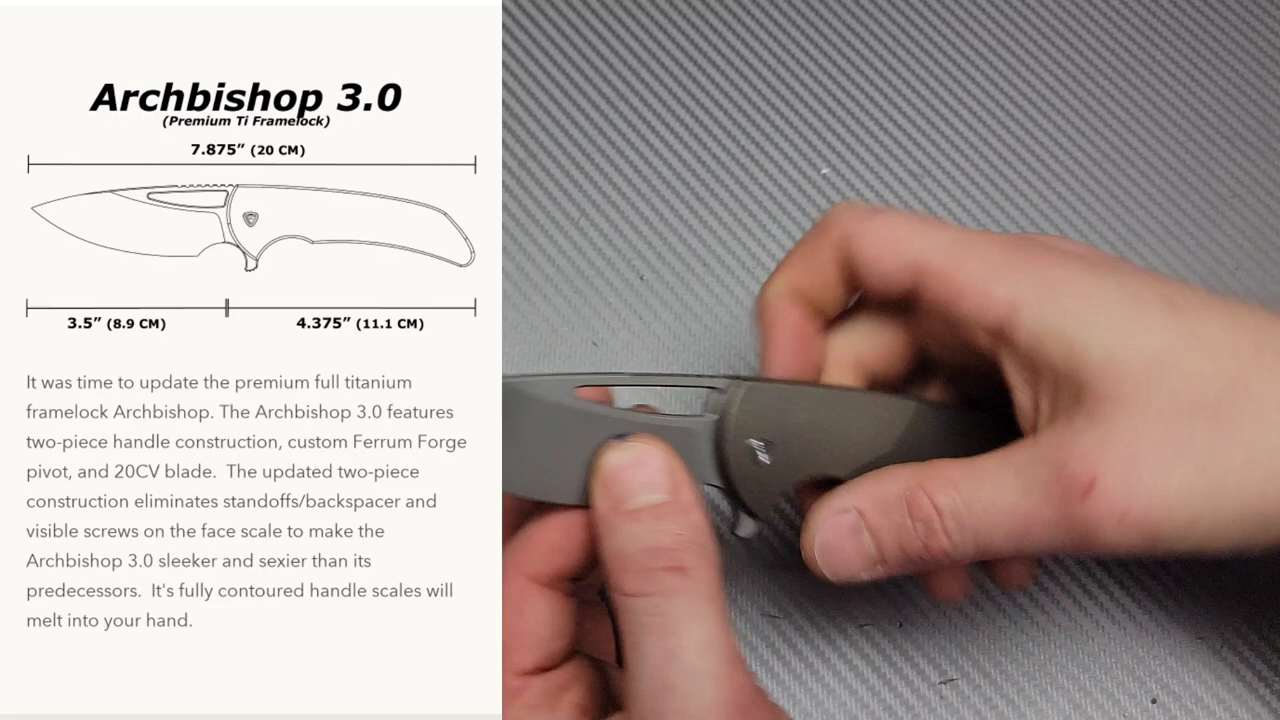 Archbishop 3.0
(Premium Ti Framelock)
7.875” (20 CM)
3.5” (8.9 CM)
4.375” (11.1 CM)
It was time to update the premium full titanium
framelock Archbishop. The Archbishop 3.0 features
two-piece handle construction, custom Ferrum Forge
pivot, and 20CV blade.  The updated two-piece
construction eliminates standoffs/backspacer and
visible screws on the face scale to make the
Archbishop 3.0 sleeker and sexier than its
predecessors.  It's fully contoured handle scales will
melt into your hand.